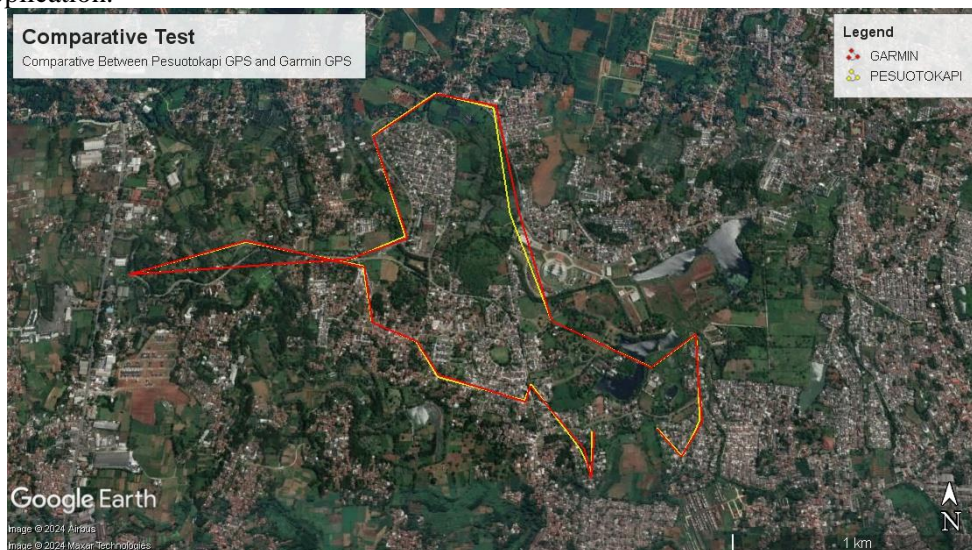 pplication.
Comparative Test
Comparative Between Pesuotokapi GPS and Garmin GPS
Legend
GARMIN
PESUOTOKAPI
Google Earth
Image © 2024 Airbus
Image © 2024 Maxar Technologies
N
1 km